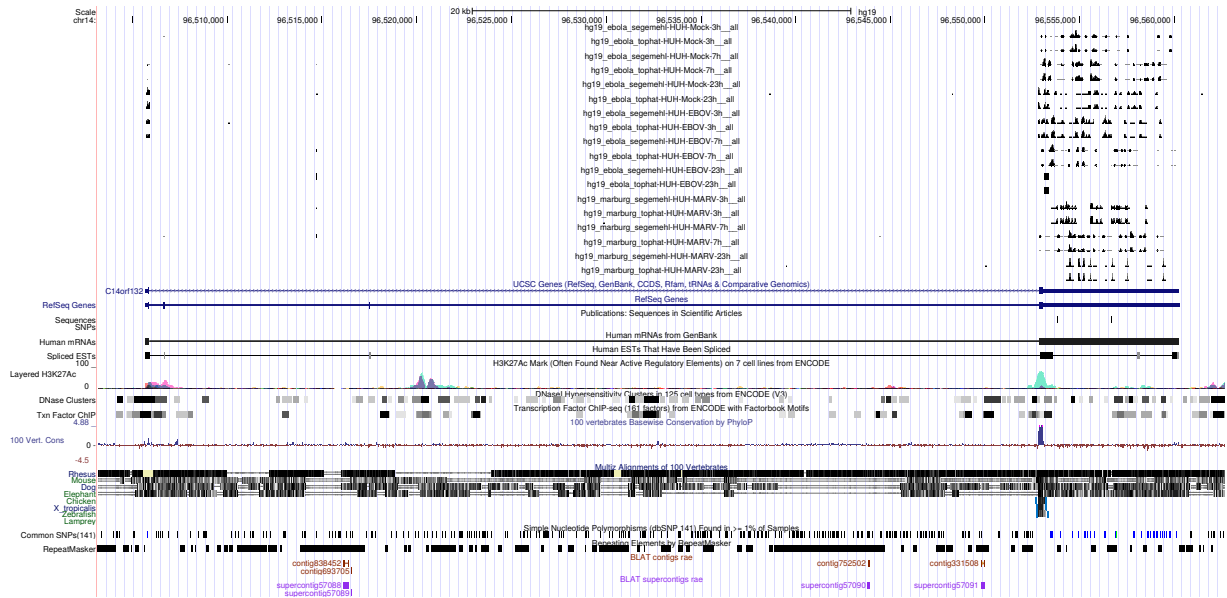 Scale 20 kb hg19
chr14: 96,510,000 96,515,000 96,520,000 96,525,000 96,530,000 96,535,000 96,540,000 96,545,000 96,550,000 96,555,000 96,560,000
hg19_ebola_segemehl-HUH-Mock-3h__all
hg19_ebola_tophat-HUH-Mock-3h__all
hg19_ebola_segemehl-HUH-Mock-7h__all
hg19_ebola_tophat-HUH-Mock-7h__all
hg19_ebola_segemehl-HUH-Mock-23h__all
hg19_ebola_tophat-HUH-Mock-23h__all
hg19_ebola_segemehl-HUH-EBOV-3h__all
hg19_ebola_tophat-HUH-EBOV-3h__all
hg19_ebola_segemehl-HUH-EBOV-7h__all
hg19_ebola_tophat-HUH-EBOV-7h__all
hg19_ebola_segemehl-HUH-EBOV-23h__all
hg19_ebola_tophat-HUH-EBOV-23h__all
hg19_marburg_segemehl-HUH-MARV-3h__all
hg19_marburg_tophat-HUH-MARV-3h__all
hg19_marburg_segemehl-HUH-MARV-7h__all
hg19_marburg_tophat-HUH-MARV-7h__all
hg19_marburg_segemehl-HUH-MARV-23h__all
hg19_marburg_tophat-HUH-MARV-23h__all
UCSC Genes (RefSeq, GenBank, CCDS, Rfam, tRNAs & Comparative Genomics)
C14orf132
RefSeq Genes
RefSeq Genes
Publications: Sequences in Scientific Articles
Sequences
SNPs
Human mRNAs from GenBank
Human mRNAs
Human ESTs That Have Been Spliced
Spliced ESTs
100
H3K27Ac Mark (Often Found Near Active Regulatory Elements) on 7 cell lines from ENCODE
Layered H3K27Ac
0
DNaseI Hypersensitivity Clusters in 125 cell types from ENCODE (V3)
DNase Clusters
Transcription Factor ChIP-seq (161 factors) from ENCODE with Factorbook Motifs
Txn Factor ChIP
4.88
100 vertebrates Basewise Conservation by PhyloP
100 Vert. Cons
0
-4.5
Multiz Alignments of 100 Vertebrates
Rhesus
Mouse
Dog
Elephant
Chicken
X_tropicalis
Zebrafish
Lamprey
Simple Nucleotide Polymorphisms (dbSNP 141) Found in >= 1% of Samples
Common SNPs(141)
Repeating Elements by RepeatMasker
RepeatMasker
BLAT contigs rae
contig838452 contig752502 contig331508
contig693705
BLAT supercontigs rae
supercontig57088 supercontig57090 supercontig57091
supercontig57089